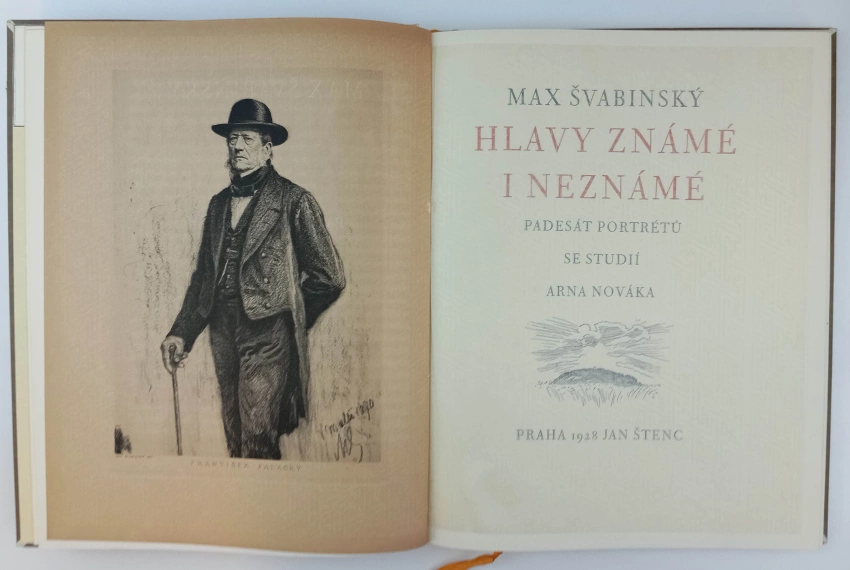 FRANTIŠEK PALACKÝ
MAX ŠVABINSKÝ
HLAVY ZNÁMÉ
I NEZNÁMÉ
PADESÁT PORTRÉTŮ
SE STUDIÍ
ARNA NOVÁKA
PRAHA 1928 JAN ŠTENC